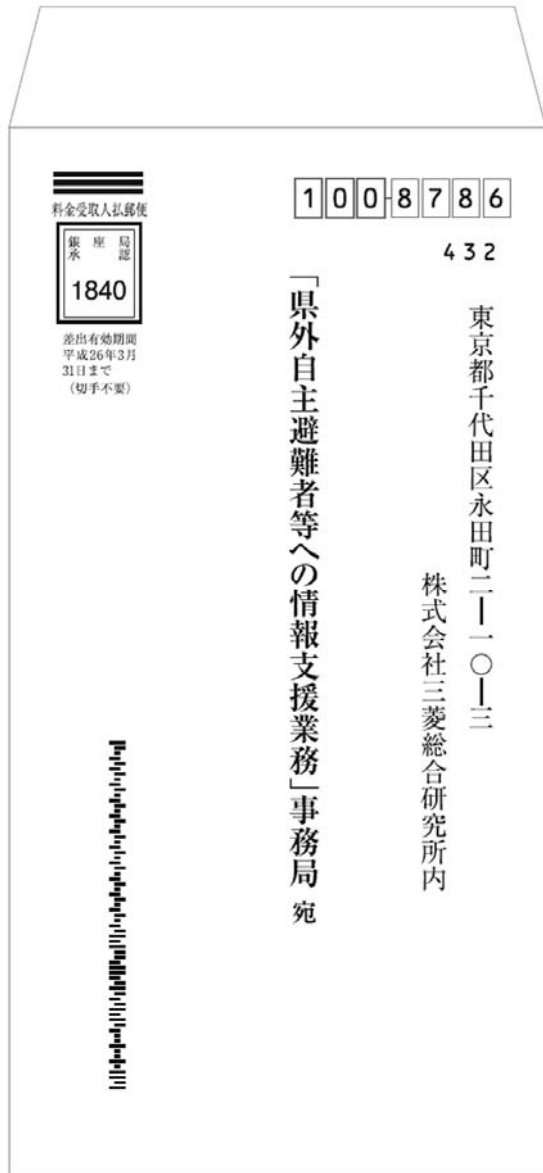 料金受取人払郵便
銀座局
承認
1840
差出有効期間
平成26年3月
31日まで
(切手不要)
100-8786
432
東京都千代田区永田町二ー一〇ー三
株式会社三菱総合研究所内
「県外自主避難者等への情報支援業務」事務局 宛